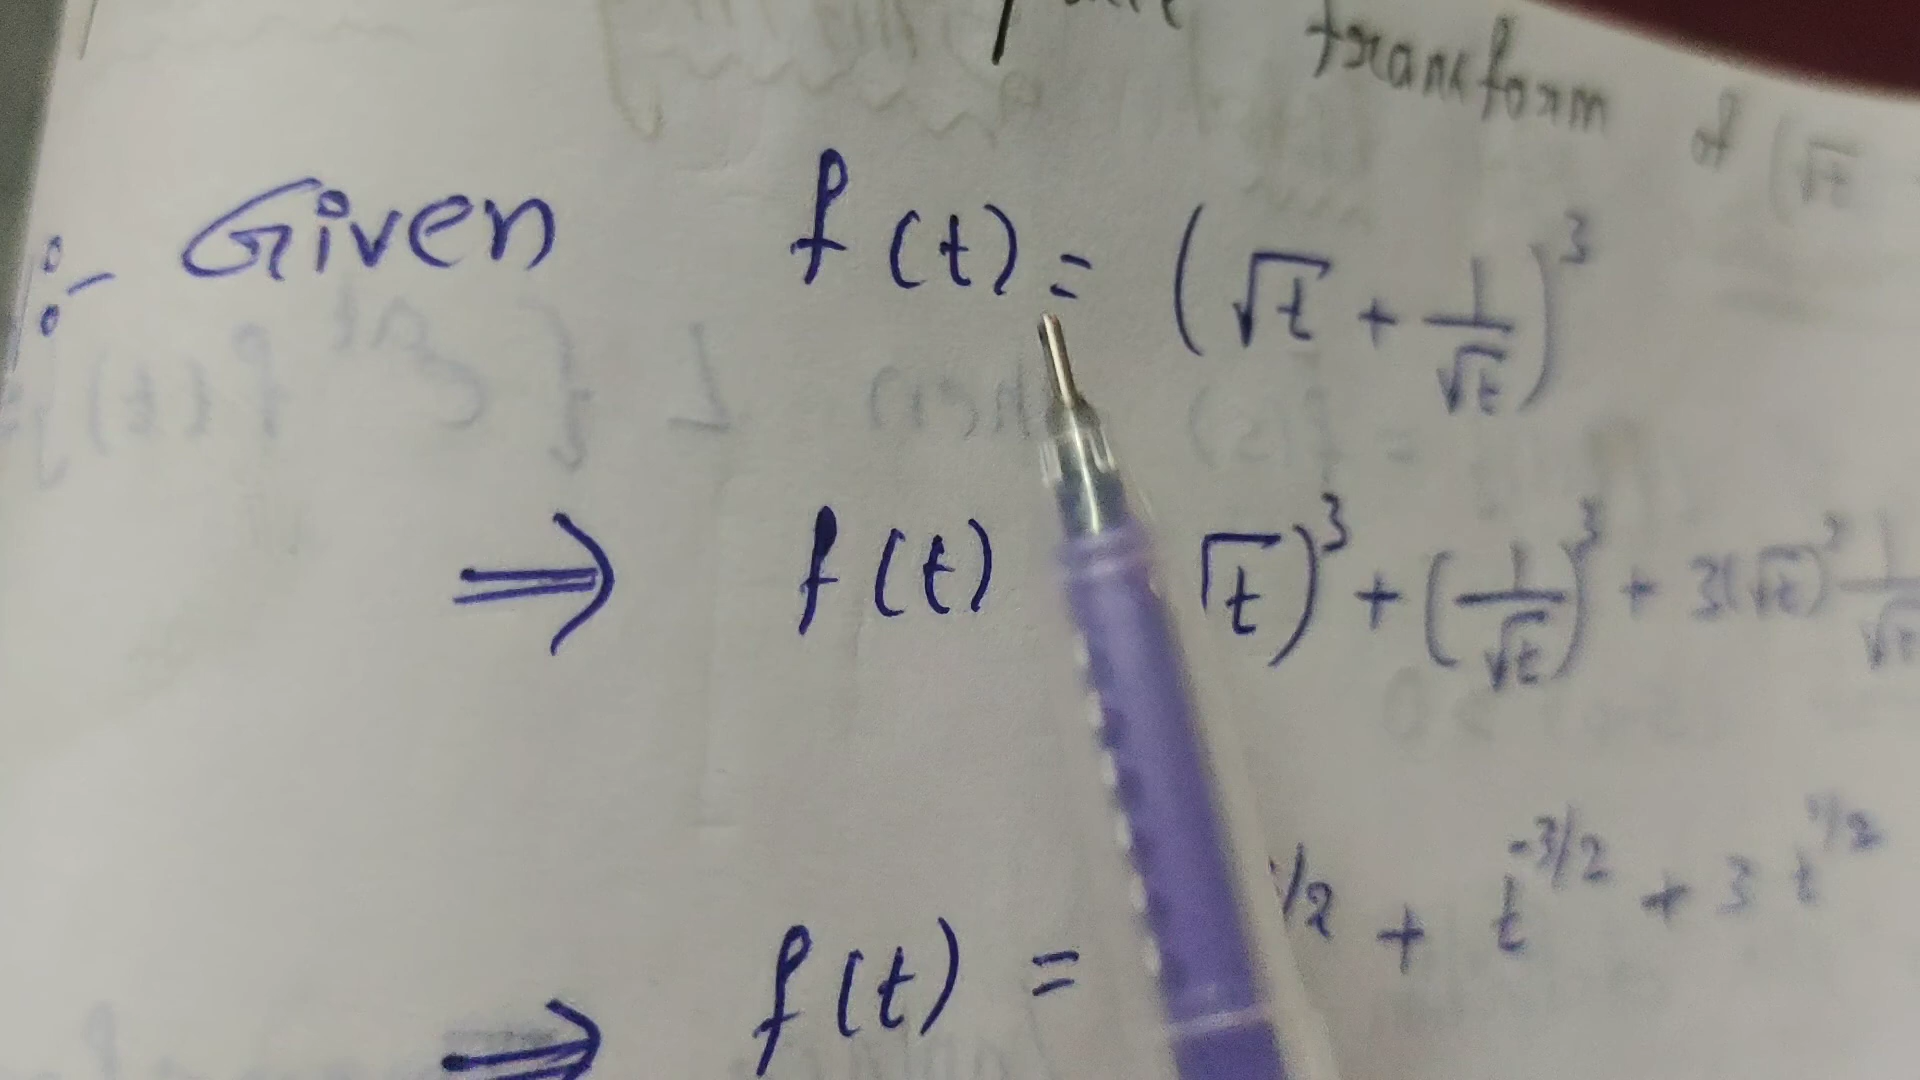 transform of (√t
:- Given f(t) = (√t + 1/√t)³
⇒ f(t) √t)³ + (1/√t)³ + 3(√t)² 1/√t
⇒ f(t) = /2 + t^-3/2 + 3 t^1/2